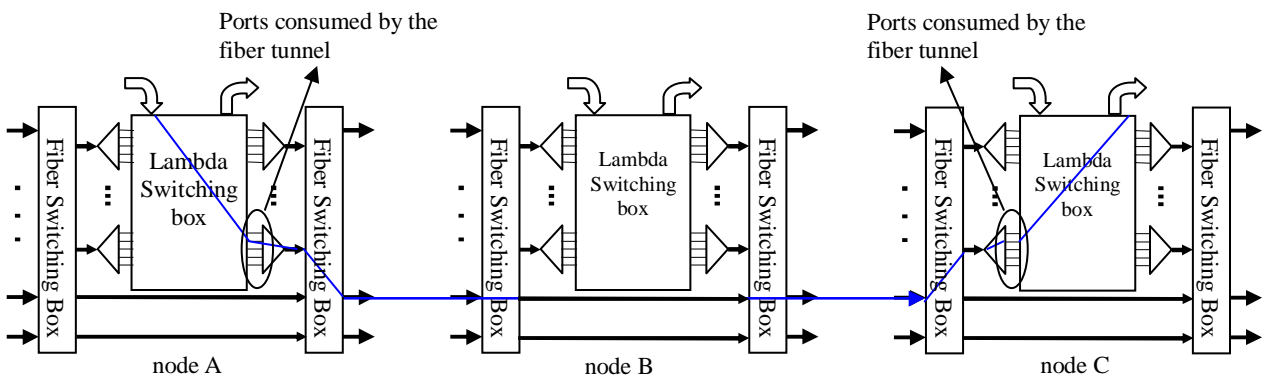 Ports consumed by the
fiber tunnel
Ports consumed by the
fiber tunnel
Fiber Switching Box
Lambda
Switching
box
Fiber Switching Box
Fiber Switching Box
Lambda
Switching
box
Fiber Switching Box
Fiber Switching Box
Lambda
Switching
box
Fiber Switching Box
node A
node B
node C